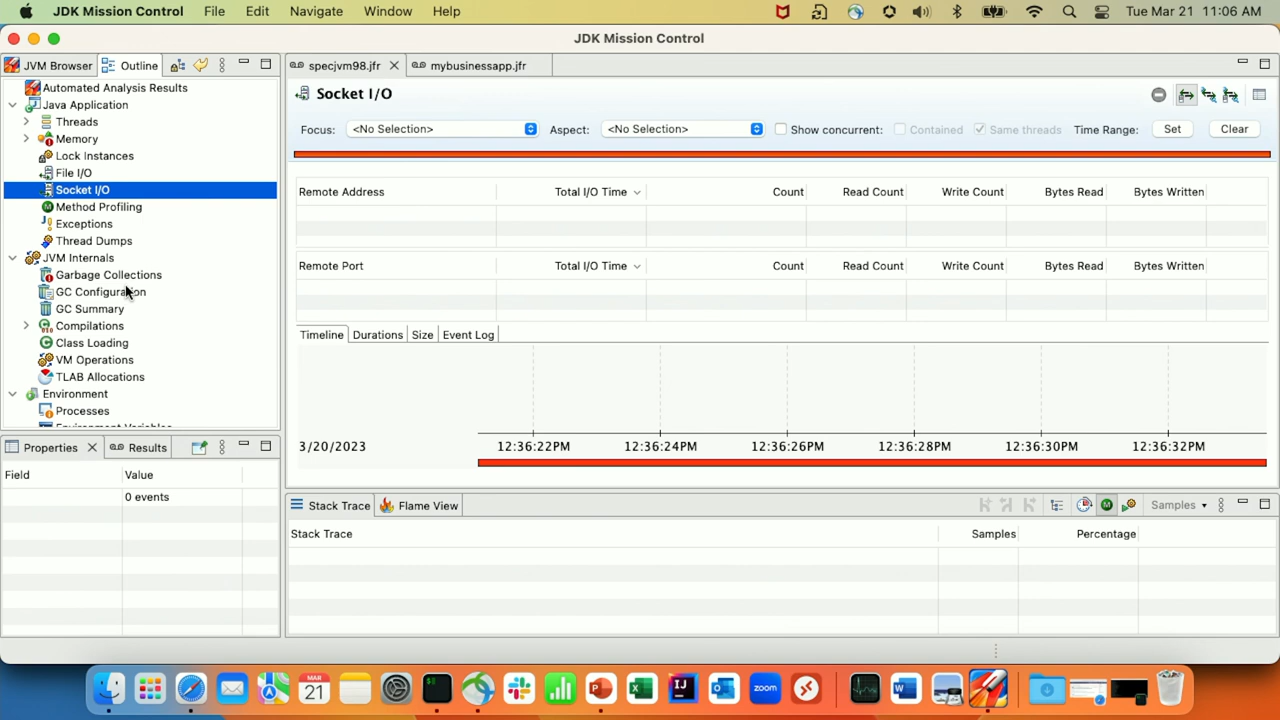 JDK Mission Control File Edit Navigate Window Help Tue Mar 21 11:06 AM
JDK Mission Control
JVM Browser Outline
Automated Analysis Results
Java Application
Threads
Memory
Lock Instances
File I/O
Socket I/O
Method Profiling
Exceptions
Thread Dumps
JVM Internals
Garbage Collections
GC Configuration
GC Summary
Compilations
Class Loading
VM Operations
TLAB Allocations
Environment
Processes
Environment Variables
Properties Results
Field Value
0 events
specjvm98.jfr mybusinessapp.jfr
Socket I/O
Focus: <No Selection> Aspect: <No Selection> Show concurrent: Contained Same threads Time Range: Set Clear
Remote Address Total I/O Time Count Read Count Write Count Bytes Read Bytes Written
Remote Port Total I/O Time Count Read Count Write Count Bytes Read Bytes Written
Timeline Durations Size Event Log
3/20/2023 12:36:22PM 12:36:24PM 12:36:26PM 12:36:28PM 12:36:30PM 12:36:32PM
Stack Trace Flame View Samples
Stack Trace Samples Percentage
MAR
21
zoom